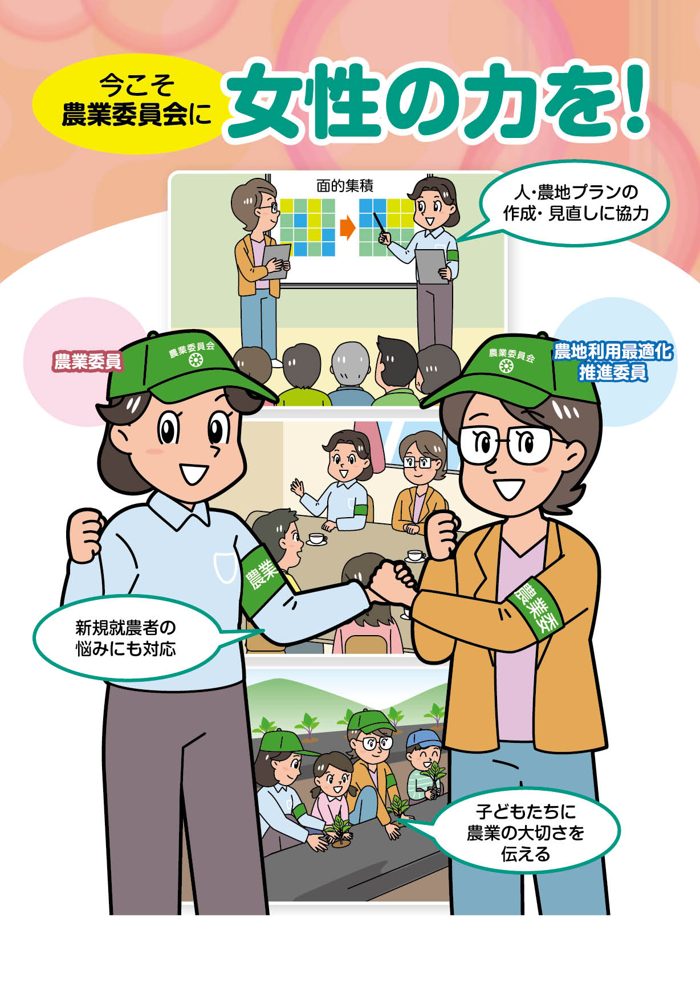 今こそ
農業委員会に
女性の力を!
面的集積
人・農地プランの
作成・見直しに協力
農業委員
農業委員会
農業委員会
農地利用最適化
推進委員
農業
農業委
新規就農者の
悩みにも対応
子どもたちに
農業の大切さを
伝える